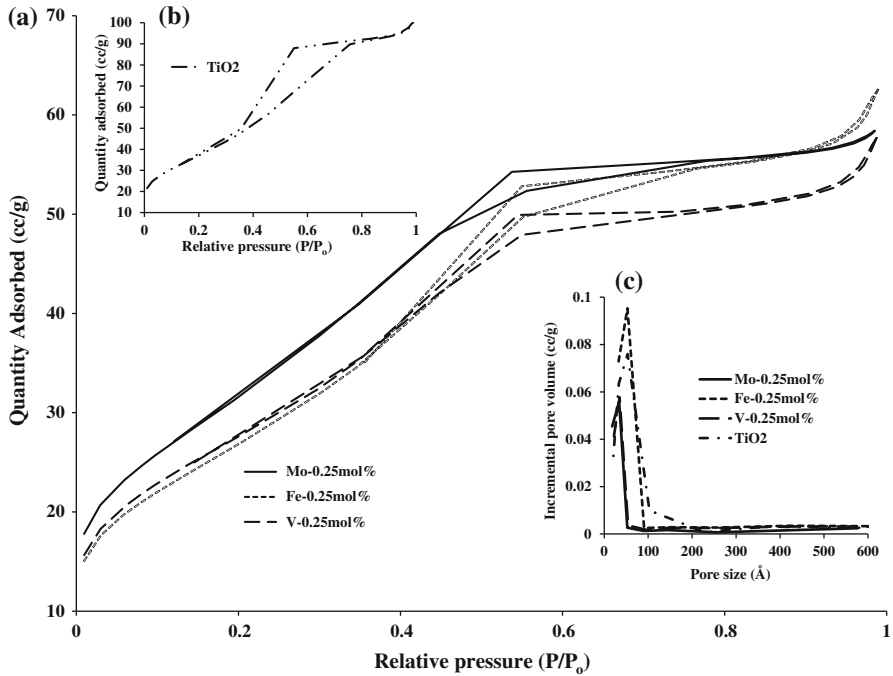 (a)
Quantity Adsorbed (cc/g)
70
60
50
40
30
20
10
0
0.2
0.4
0.6
0.8
1
Relative pressure (P/Po)
Mo-0.25mol%
Fe-0.25mol%
V-0.25mol%
(b)
Quantity adsorbed (cc/g)
100
90
80
70
60
50
40
30
20
10
TiO2
0
0.2
0.4
0.6
0.8
1
Relative pressure (P/Po)
(c)
Incremental pore volume (cc/g)
0.1
0.08
0.06
0.04
0.02
0
Mo-0.25mol%
Fe-0.25mol%
V-0.25mol%
TiO2
0
100
200
300
400
500
600
Pore size (Å)